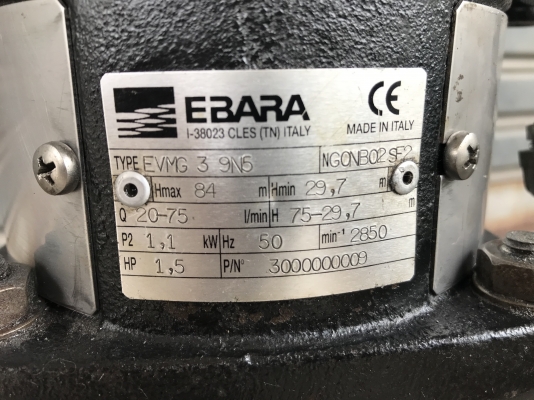 EBARA
I-38023 CLES (TN) ITALY
CE
MADE IN ITALY
TYPE EVMG 3 9N5
Hmax 84 m Hmin 29,7 m
Q 20-75 l/min H 75-29,7 m
P2 1,1 kW Hz 50 min⁻¹ 2850
HP 1,5 P/N° 3000000009